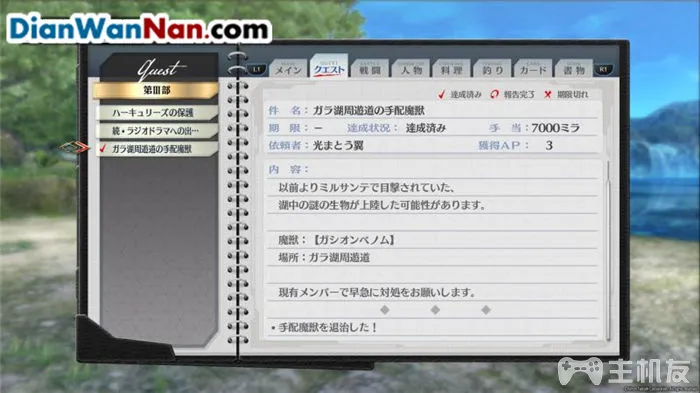 DianWanNan.com
quest
第Ⅲ部
ハーキュリーズの保護
続・ラジオドラマへの出…
ガラ湖周遊道の手配魔獣
L1 メイン クエスト 戦闘 人物 料理 釣り カード 書物 R1
達成済み 報告完了 期限切れ
件 名： ガラ湖周遊道の手配魔獣
期 限： － 達成状況： 達成済み 手 当： 7000ミラ
依頼者： 光まとう翼 獲得AP： 3
内 容：
以前よりミルサンテで目撃されていた、
湖中の謎の生物が上陸した可能性があります。
魔獣：【ガシオンベノム】
場所：ガラ湖周遊道
現有メンバーで早急に対処をお願いします。
・手配魔獣を退治した！
主机友